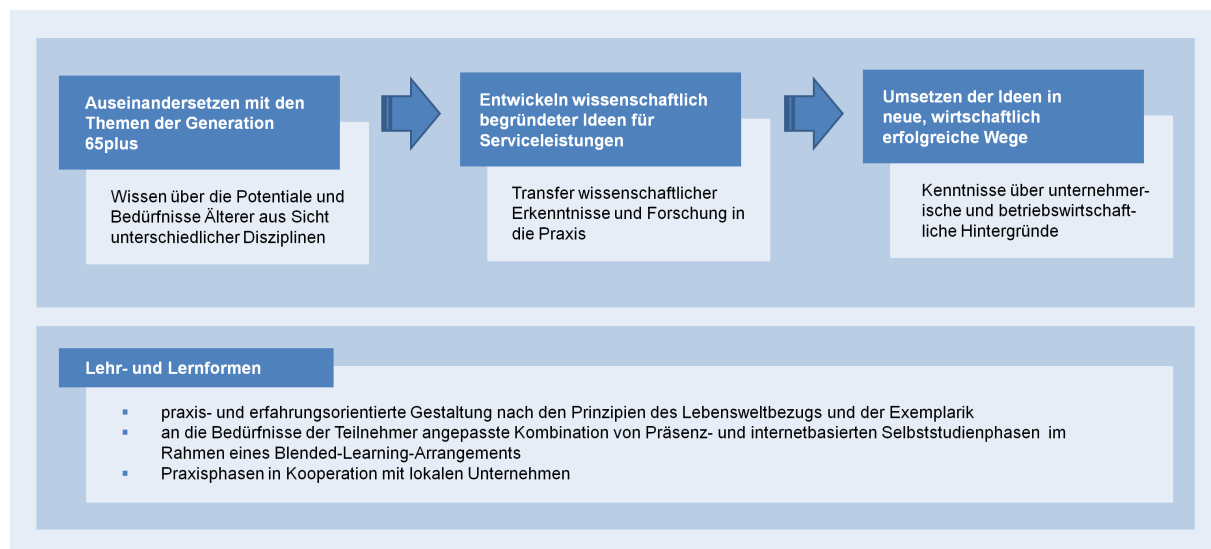 Auseinandersetzen mit den
Themen der Generation
65plus
Wissen über die Potentiale und
Bedürfnisse Älterer aus Sicht
unterschiedlicher Disziplinen
Entwickeln wissenschaftlich
begründeter Ideen für
Serviceleistungen
Transfer wissenschaftlicher
Erkenntnisse und Forschung in
die Praxis
Umsetzen der Ideen in
neue, wirtschaftlich
erfolgreiche Wege
Kenntnisse über unternehmer-
ische und betriebswirtschaft-
liche Hintergründe
Lehr- und Lernformen
▪ praxis- und erfahrungsorientierte Gestaltung nach den Prinzipien des Lebensweltbezugs und der Exemplarik
▪ an die Bedürfnisse der Teilnehmer angepasste Kombination von Präsenz- und internetbasierten Selbststudienphasen im
Rahmen eines Blended-Learning-Arrangements
▪ Praxisphasen in Kooperation mit lokalen Unternehmen